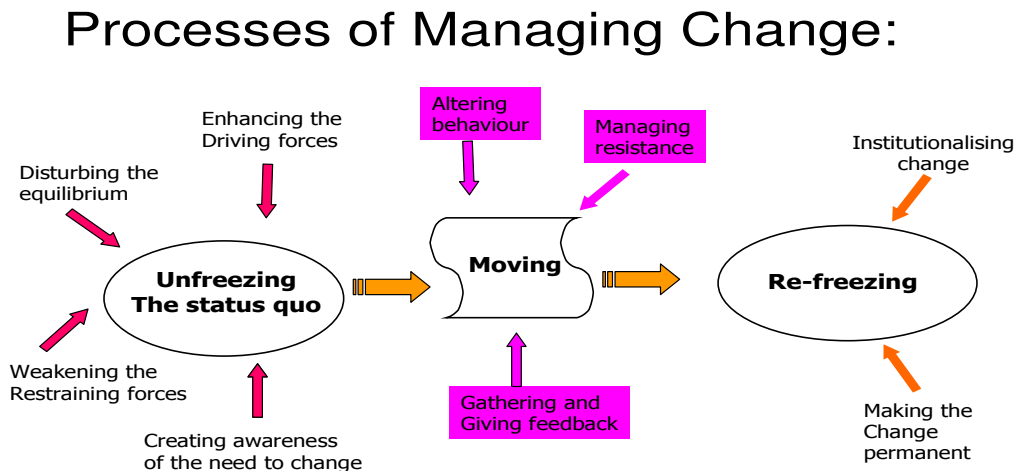 Processes of Managing Change:
Altering
behaviour
Enhancing the
Driving forces
Managing
resistance
Institutionalising
change
Disturbing the
equilibrium
Unfreezing
The status quo
Moving
Re-freezing
Weakening the
Restraining forces
Gathering and
Giving feedback
Making the
Change
permanent
Creating awareness
of the need to change